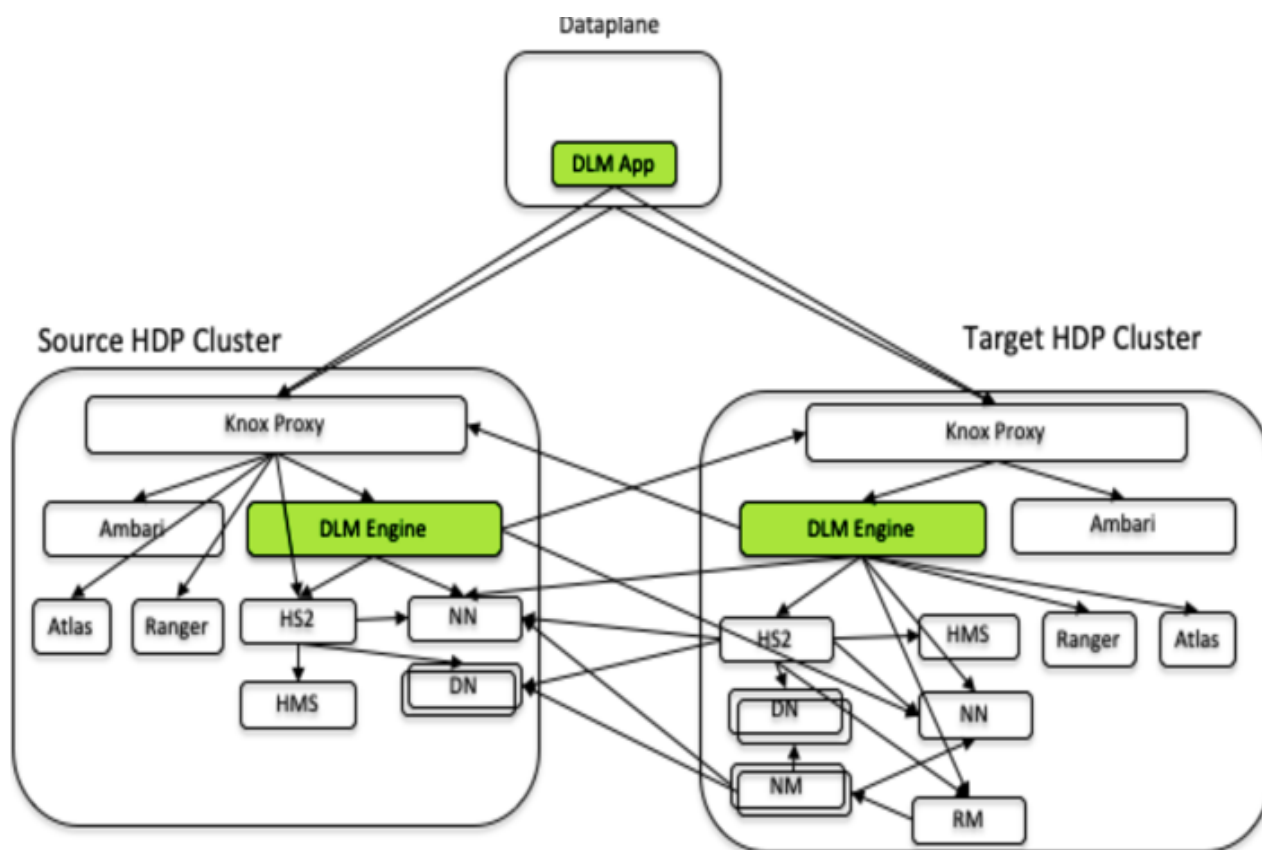 Dataplane
DLM App
Source HDP Cluster
Target HDP Cluster
Knox Proxy
Knox Proxy
Ambari
DLM Engine
DLM Engine
Ambari
Atlas
Ranger
HS2
NN
HS2
HMS
Ranger
Atlas
HMS
DN
DN
NN
NM
RM